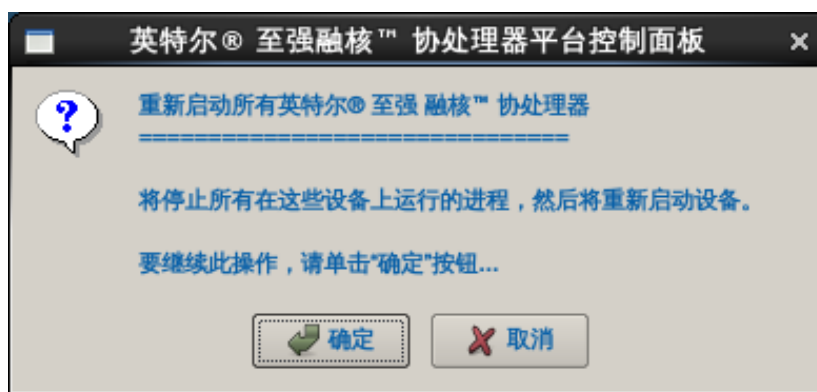 英特尔® 至强融核™ 协处理器平台控制面板
重新启动所有英特尔® 至强 融核™ 协处理器
===============================
将停止所有在这些设备上运行的进程，然后将重新启动设备。
要继续此操作，请单击"确定"按钮...
确定
取消